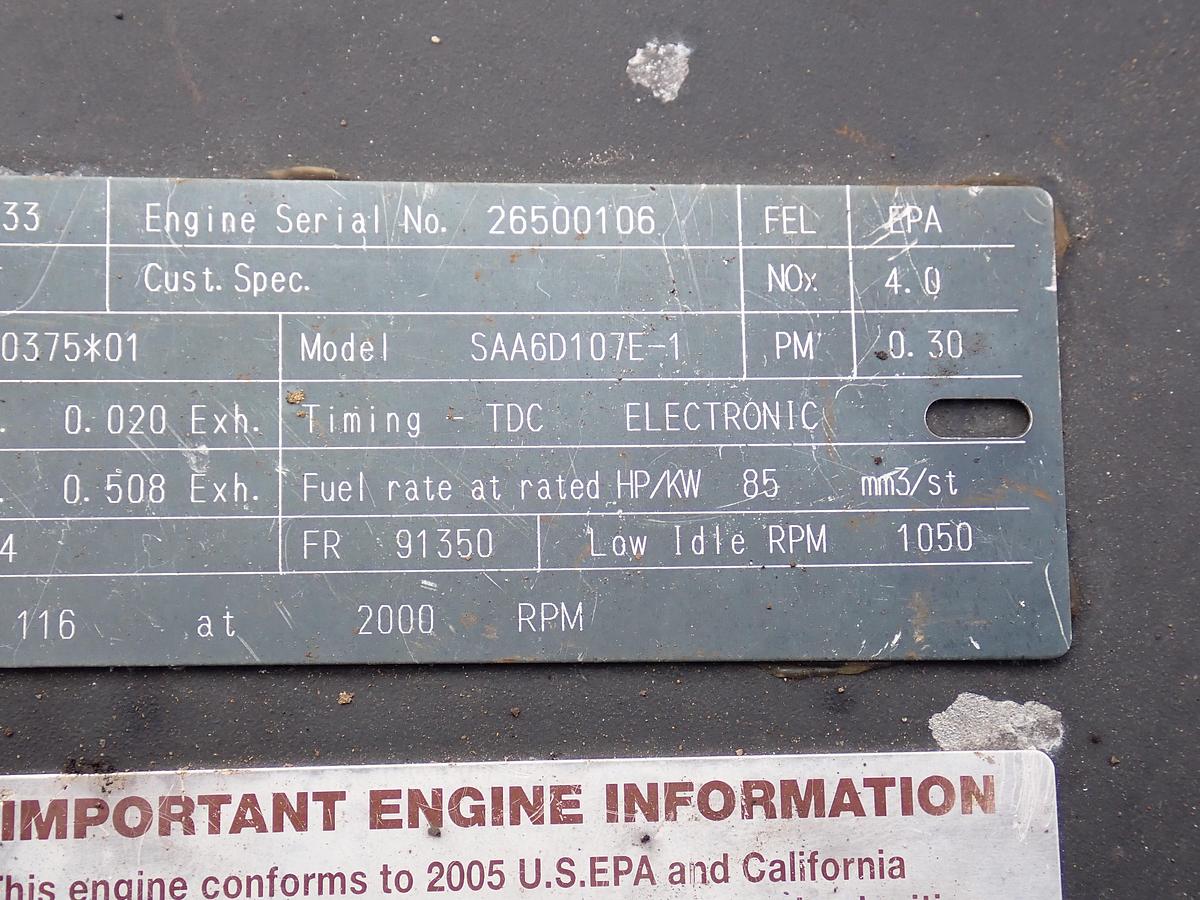 33 Engine Serial No. 26500106 FEL EPA
Cust. Spec. NOx 4.0
0375*01 Model SAA6D107E-1 PM 0.30
. 0.020 Exh. Timing - TDC ELECTRONIC
. 0.508 Exh. Fuel rate at rated HP/KW 85 mm3/st
4 FR 91350 Low Idle RPM 1050
116 at 2000 RPM
IMPORTANT ENGINE INFORMATION
This engine conforms to 2005 U.S.EPA and California